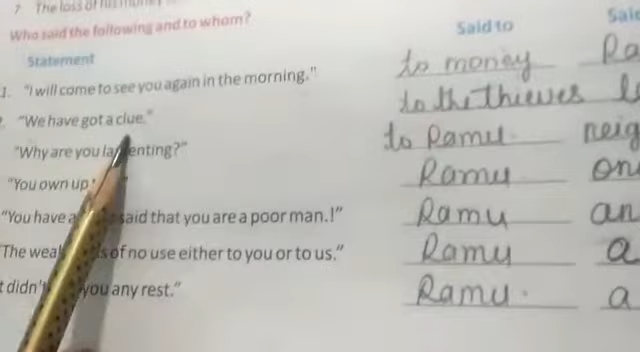 7 The loss of his money
Who said the following and to whom?
Statement Said to Said
1. "I will come to see you again in the morning." to money Ra
"We have got a clue." to the thieves
"Why are you lamenting?" to Ramu neig
"You own up Ramu on
"You have a said that you are a poor man.!" Ramu an
"The weal of no use either to you or to us." Ramu a
t didn't you any rest." Ramu. a